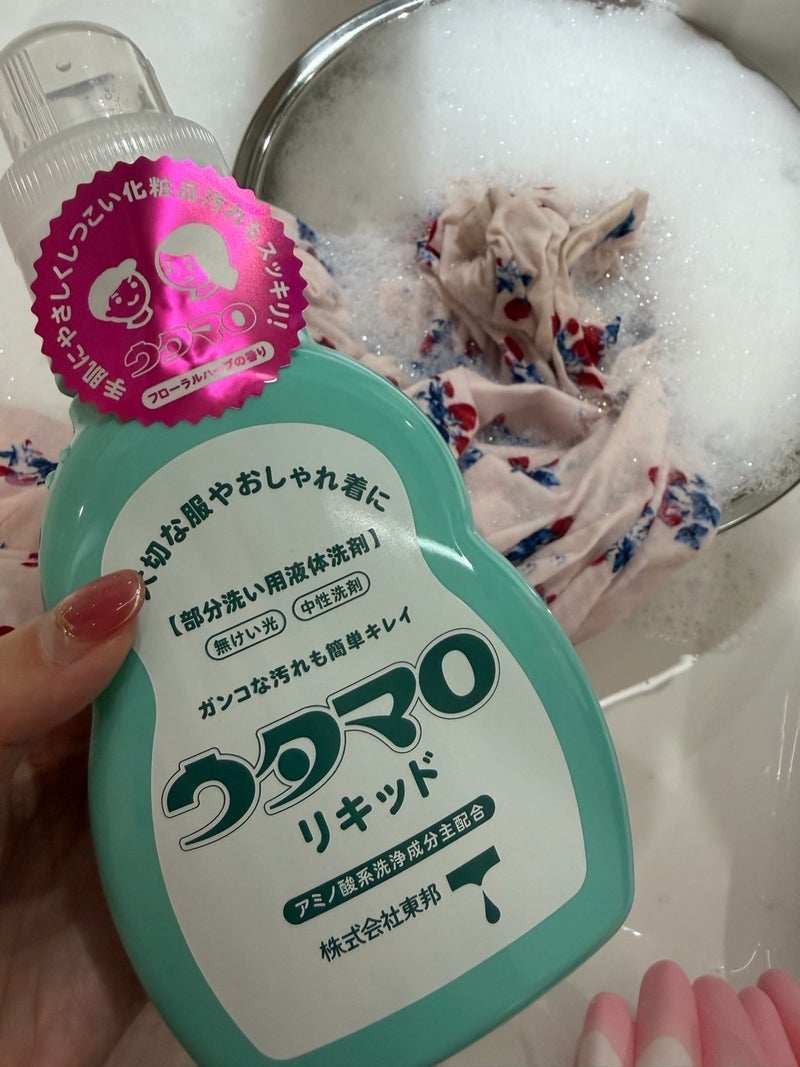 手肌にやさしくしつこい化粧品汚れもスッキリ!
ウタマロ
フローラルハーブの香り
大切な服やおしゃれ着に
【部分洗い用液体洗剤】
無けい光 中性洗剤
ガンコな汚れも簡単キレイ
ウタマロ
リキッド
アミノ酸系洗浄成分主配合
株式会社東邦